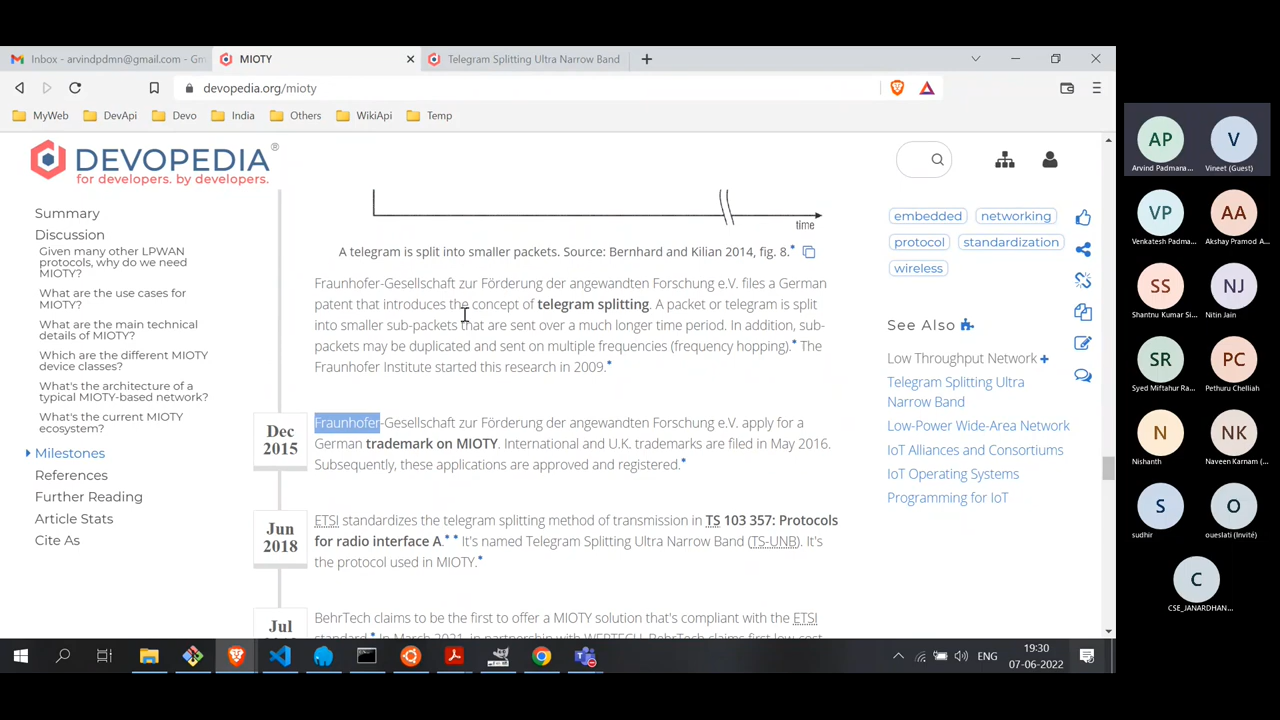 Inbox - arvindpdmn@gmail.com - Gm
MIOTY
Telegram Splitting Ultra Narrow Band
devopedia.org/mioty
MyWeb
DevApi
Devo
India
Others
WikiApi
Temp
DEVOPEDIA®
for developers. by developers.
Summary
Discussion
Given many other LPWAN
protocols, why do we need
MIOTY?
What are the use cases for
MIOTY?
What are the main technical
details of MIOTY?
Which are the different MIOTY
device classes?
What's the architecture of a
typical MIOTY-based network?
What's the current MIOTY
ecosystem?
Milestones
References
Further Reading
Article Stats
Cite As
time
A telegram is split into smaller packets. Source: Bernhard and Kilian 2014, fig. 8.*
Fraunhofer-Gesellschaft zur Förderung der angewandten Forschung e.V. files a German
patent that introduces the concept of telegram splitting. A packet or telegram is split
into smaller sub-packets that are sent over a much longer time period. In addition, sub-
packets may be duplicated and sent on multiple frequencies (frequency hopping).* The
Fraunhofer Institute started this research in 2009.*
Dec
2015
Fraunhofer-Gesellschaft zur Förderung der angewandten Forschung e.V. apply for a
German trademark on MIOTY. International and U.K. trademarks are filed in May 2016.
Subsequently, these applications are approved and registered.*
Jun
2018
ETSI standardizes the telegram splitting method of transmission in TS 103 357: Protocols
for radio interface A.* * It's named Telegram Splitting Ultra Narrow Band (TS-UNB). It's
the protocol used in MIOTY.*
Jul
BehrTech claims to be the first to offer a MIOTY solution that's compliant with the ETSI
standard.* In March 2021, in partnership with WEPTECH, BehrTech claims first low-cost
embedded
networking
protocol
standardization
wireless
See Also
Low Throughput Network +
Telegram Splitting Ultra
Narrow Band
Low-Power Wide-Area Network
IoT Alliances and Consortiums
IoT Operating Systems
Programming for IoT
ENG
19:30
07-06-2022
AP
Arvind Padmana...
V
Vineet (Guest)
VP
Venkatesh Padma...
AA
Akshay Pramod A...
SS
Shantnu Kumar Si...
NJ
Nitin Jain
SR
Syed Miftahur Ra...
PC
Pethuru Chelliah
N
Nishanth
NK
Naveen Karnam (...
S
sudhir
O
oueslati (Invité)
C
CSE_JANARDHAN...